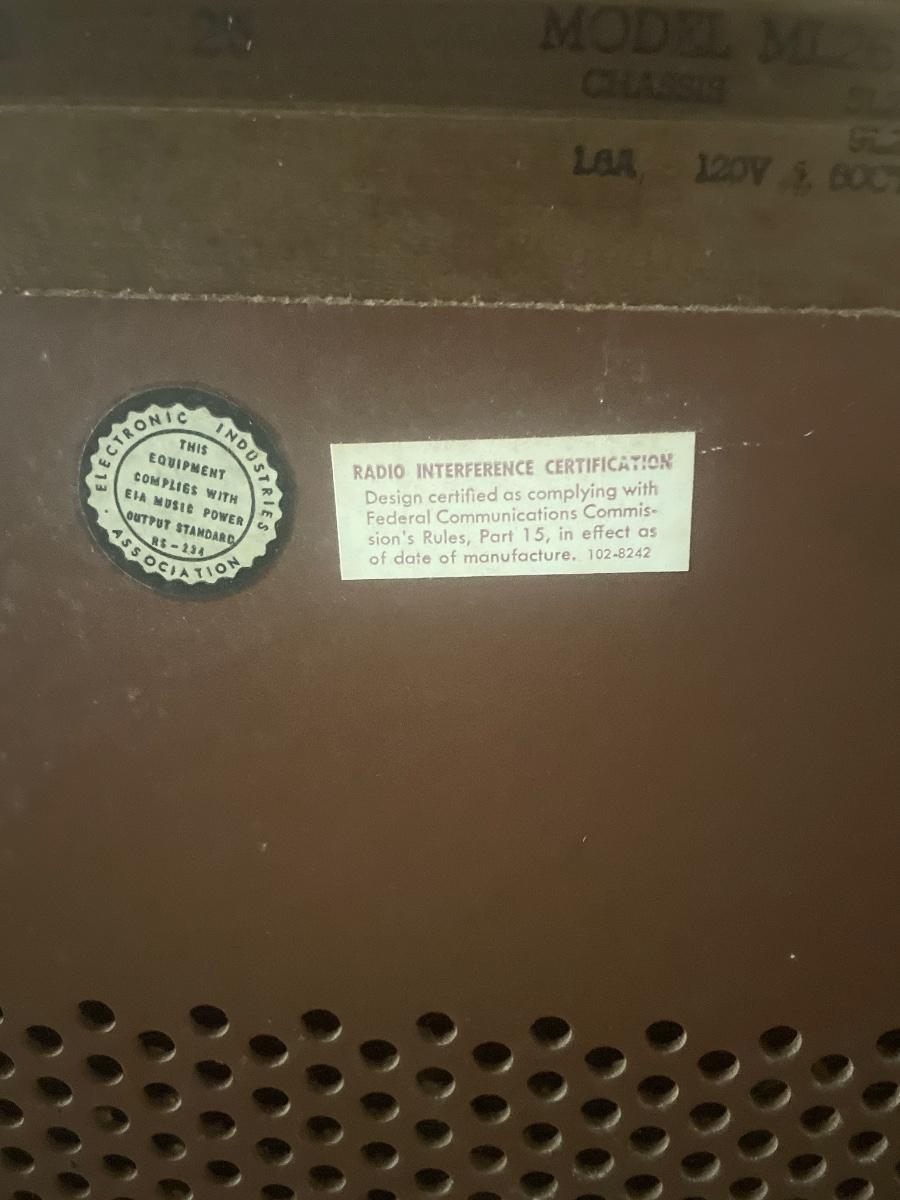 MODEL
CHASSIS
120V
ELECTRONIC INDUSTRIES ASSOCIATION
THIS
EQUIPMENT
COMPLIES WITH
EIA MUSIC POWER
OUTPUT STANDARD
RS-234
RADIO INTERFERENCE CERTIFICATION
Design certified as complying with
Federal Communications Commis-
sion's Rules, Part 15, in effect as
of date of manufacture. 102-8242